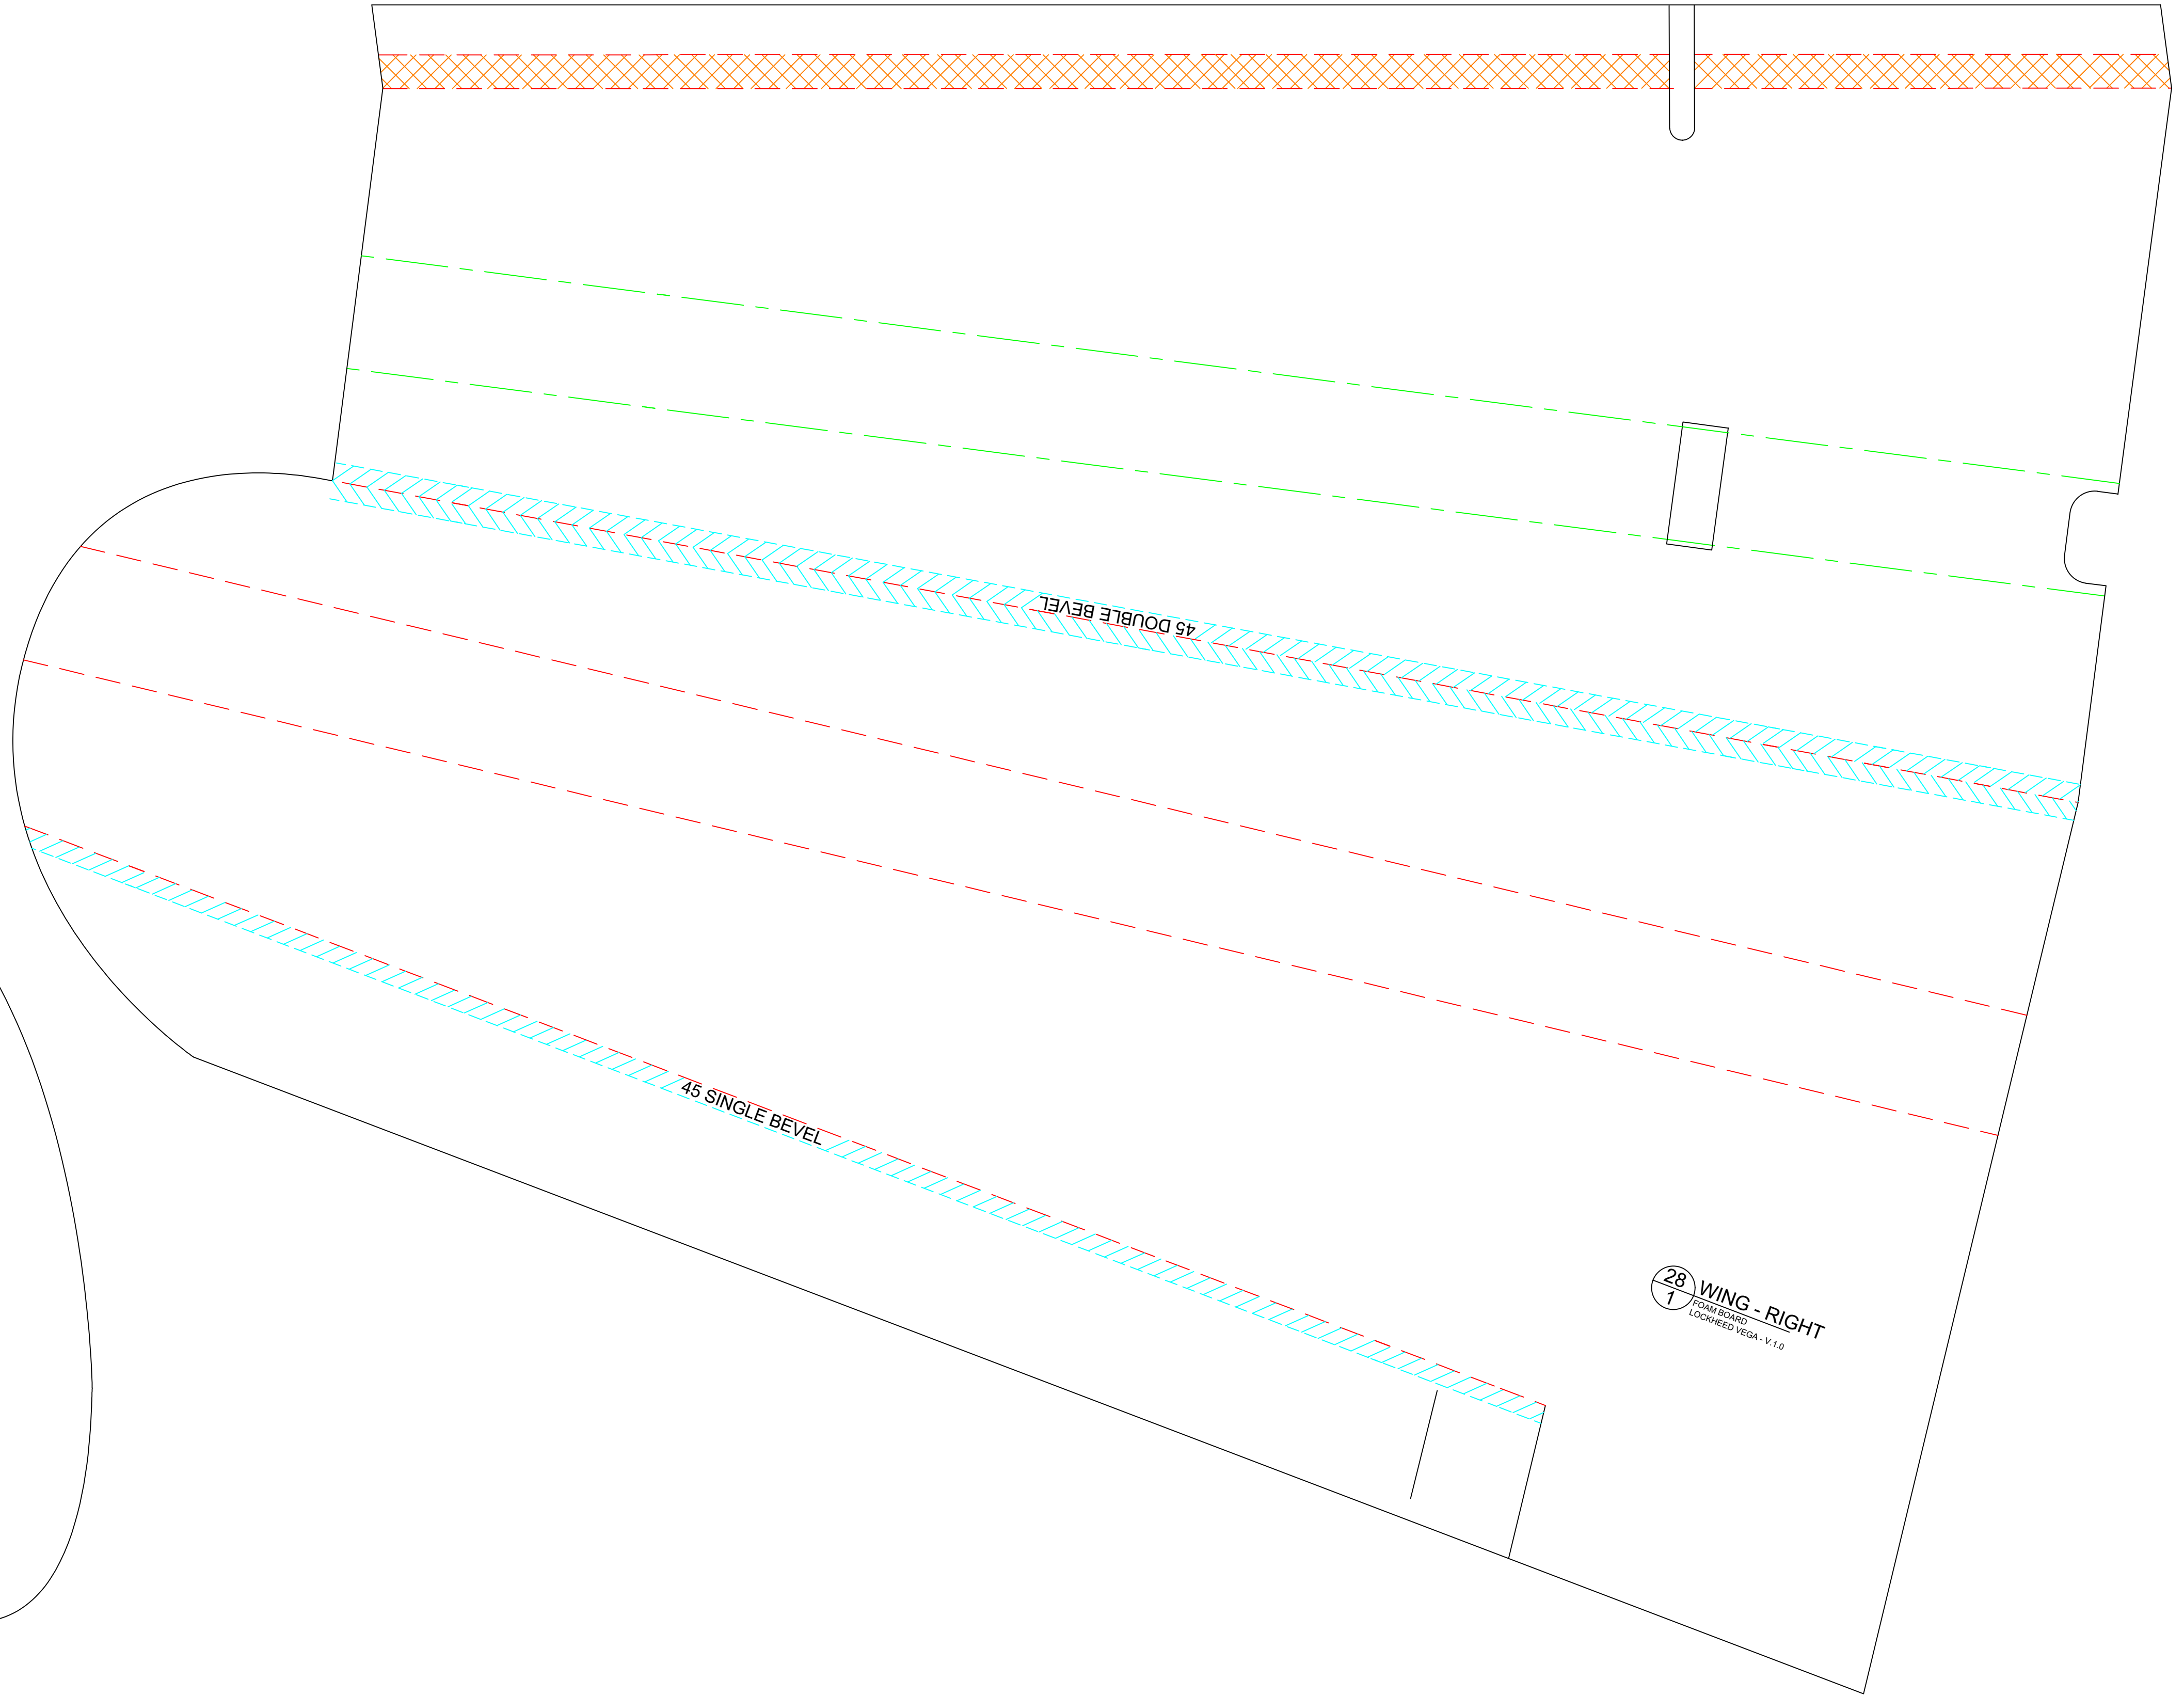 45 DOUBLE BEVEL
45 SINGLE BEVEL
28
1
WING - RIGHT
FOAM BOARD
LOCKHEED VEGA - V.1.0